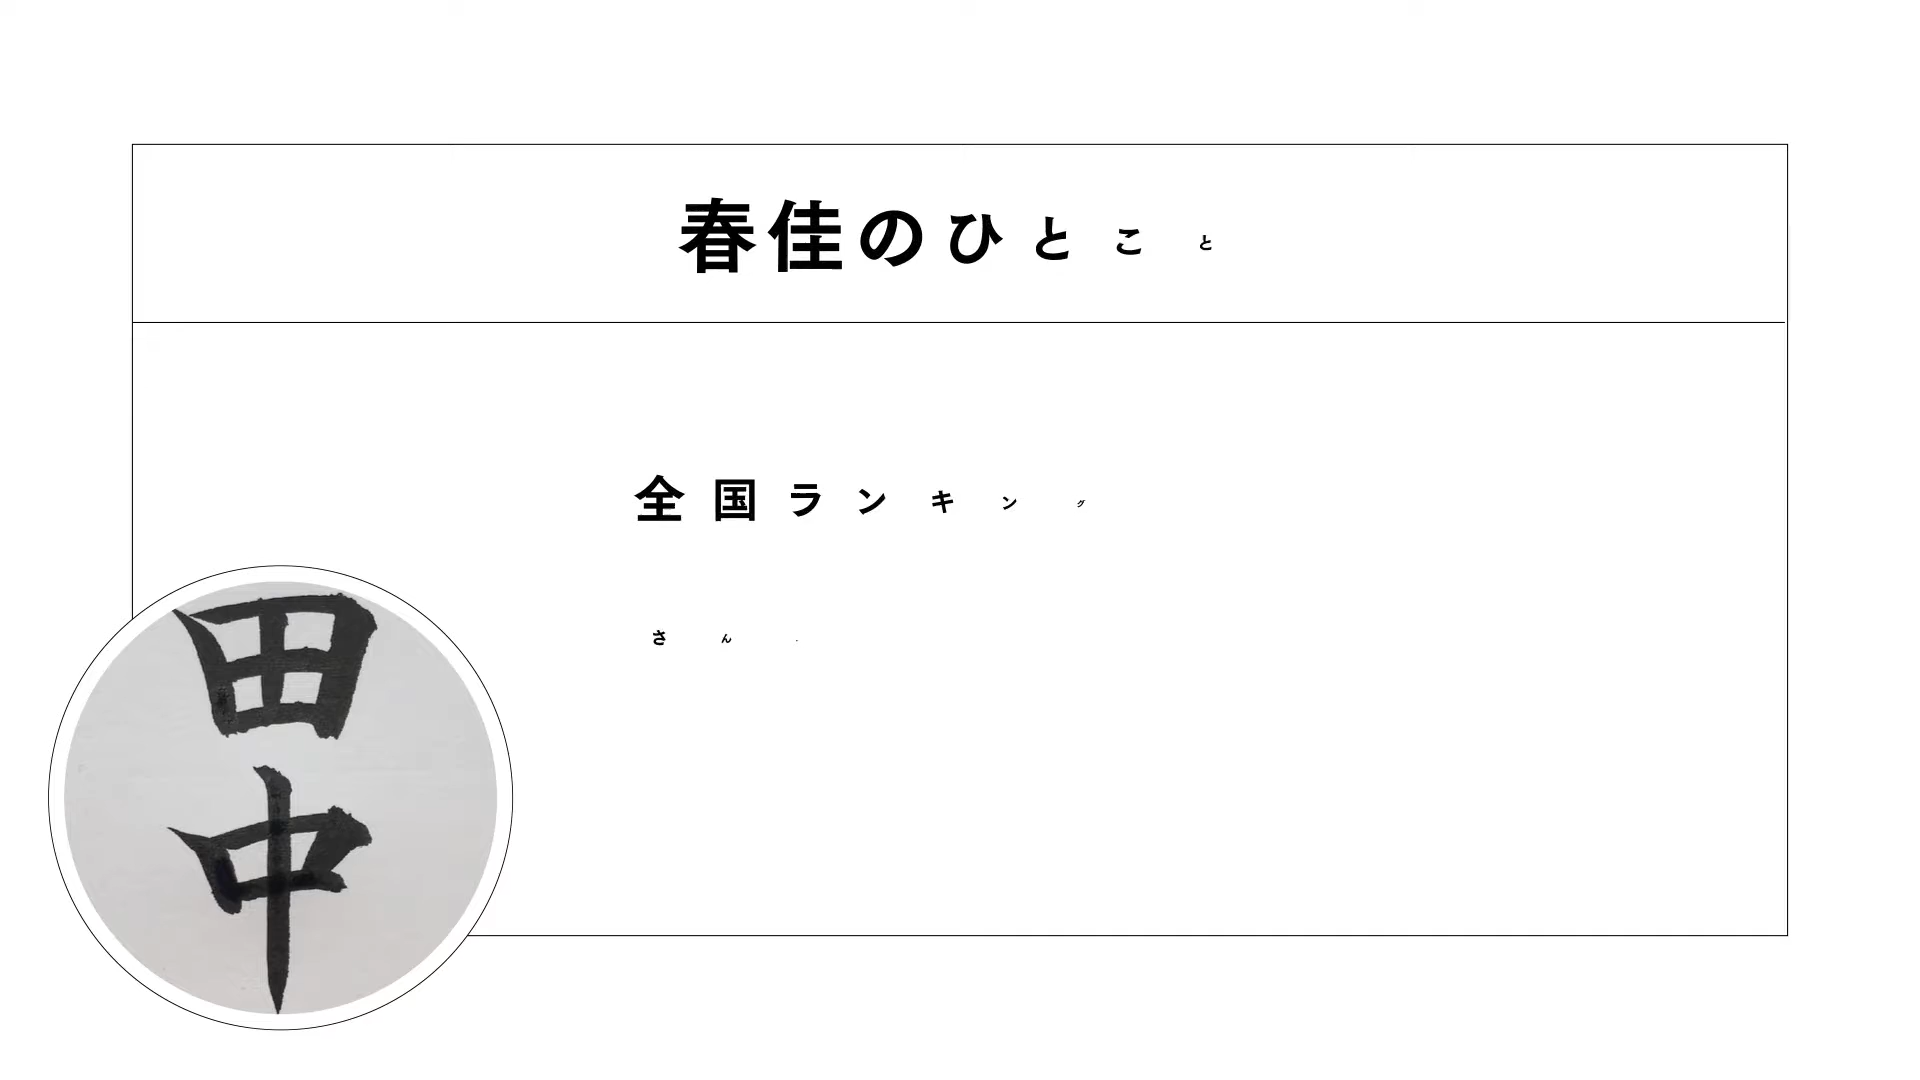 春佳のひとこと
全国ランキング
さん
田
中